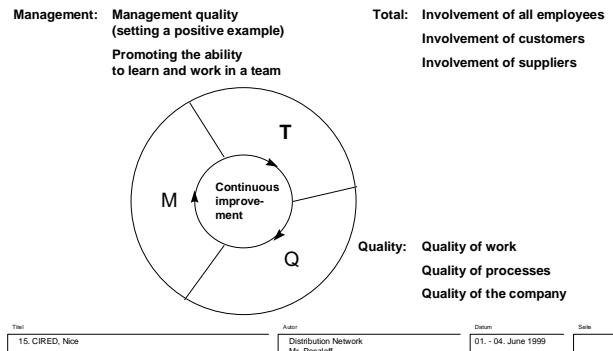 Management: Management quality
(setting a positive example)
Promoting the ability
to learn and work in a team
Total: Involvement of all employees
Involvement of customers
Involvement of suppliers
T
M
Continuous
improve-
ment
Q
Quality: Quality of work
Quality of processes
Quality of the company
Titel
15. CIRED, Nice
Autor
Distribution Network
Datum
01. - 04. June 1999
Seite